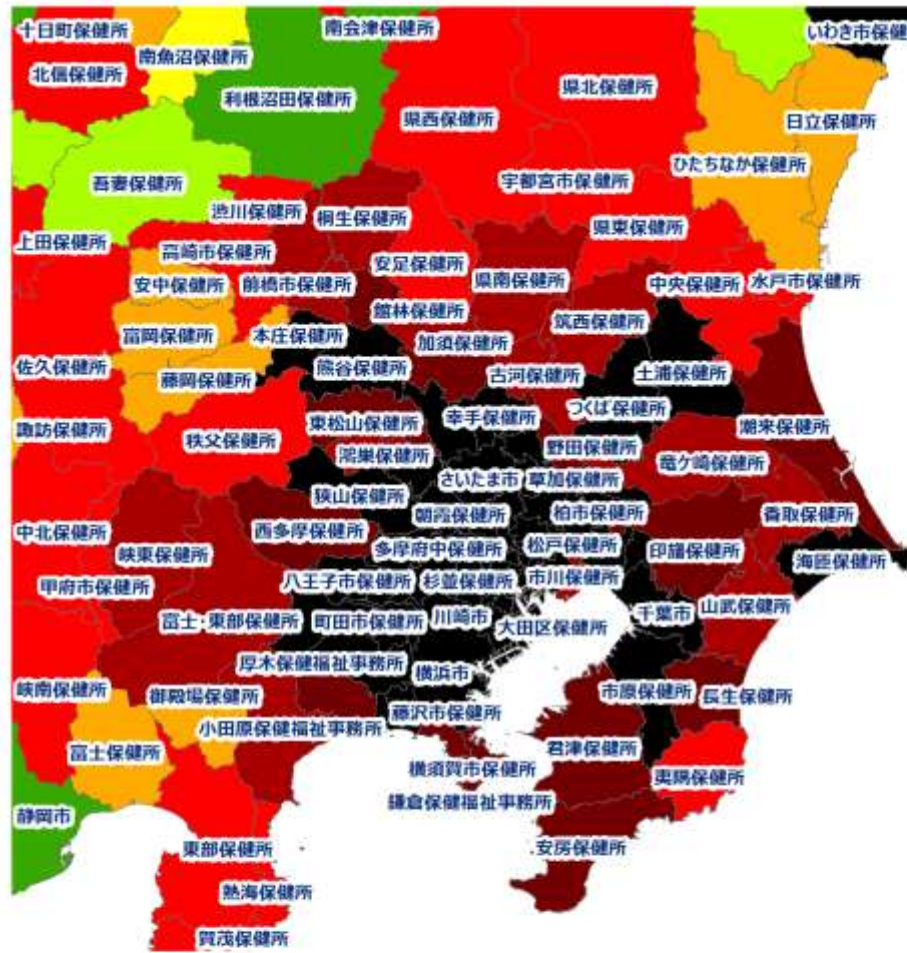 十日町保健所
南会津保健所
いわき市保健
南魚沼保健所
北信保健所
利根沼田保健所
県北保健所
県西保健所
日立保健所
ひたちなか保健所
吾妻保健所
宇都宮市保健所
渋川保健所
桐生保健所
県東保健所
上田保健所
高崎市保健所
安足保健所
安中保健所
前橋市保健所
県南保健所
中央保健所
水戸市保健所
館林保健所
筑西保健所
富岡保健所
本庄保健所
加須保健所
佐久保健所
熊谷保健所
古河保健所
土浦保健所
藤岡保健所
つくば保健所
幸手保健所
東松山保健所
潮来保健所
諏訪保健所
秩父保健所
野田保健所
鴻巣保健所
竜ケ崎保健所
さいたま市
草加保健所
狭山保健所
朝霞保健所
柏市保健所
香取保健所
中北保健所
西多摩保健所
峡東保健所
多摩府中保健所
松戸保健所
印旛保健所
海匝保健所
甲府市保健所
八王子市保健所
杉並保健所
市川保健所
山武保健所
富士・東部保健所
町田市保健所
川崎市
大田区保健所
千葉市
厚木保健福祉事務所
横浜市
峡南保健所
御殿場保健所
市原保健所
長生保健所
藤沢市保健所
小田原保健福祉事務所
富士保健所
君津保健所
横須賀市保健所
夷隅保健所
鎌倉保健福祉事務所
静岡市
東部保健所
安房保健所
熱海保健所
賀茂保健所